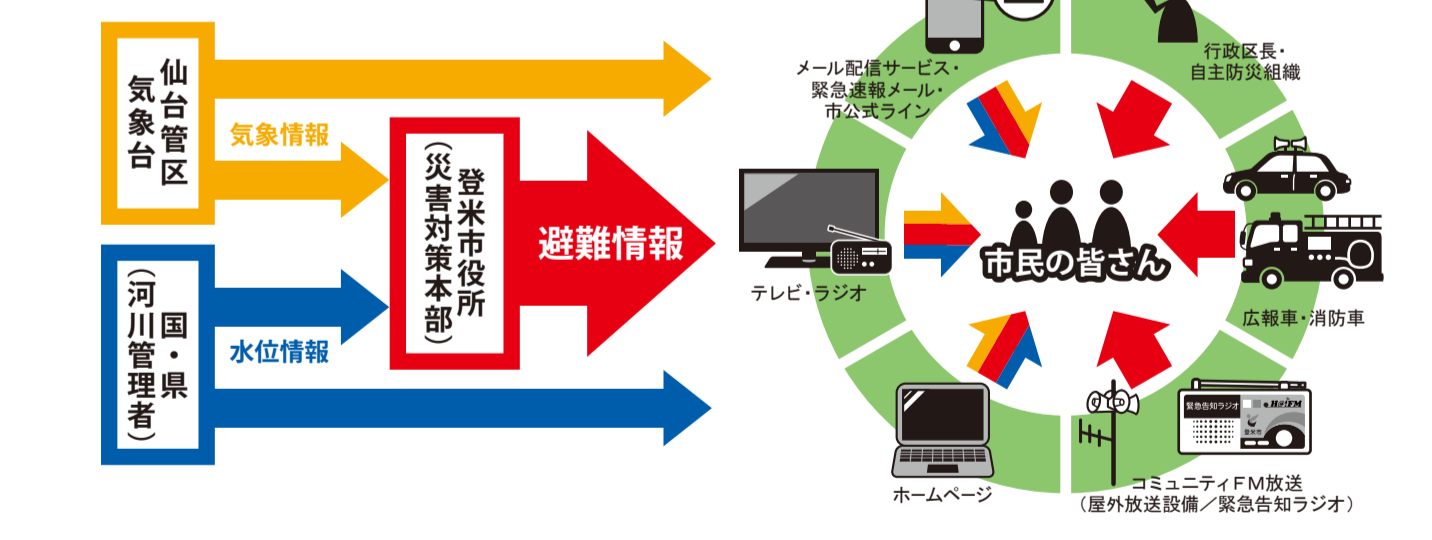 仙台管区
気象台
気象情報
国・県
(河川管理者)
水位情報
登米市役所
(災害対策本部)
避難情報
メール配信サービス・
緊急速報メール・
市公式ライン
行政区長・
自主防災組織
テレビ・ラジオ
市民の皆さん
広報車・消防車
ホームページ
緊急告知ラジオ
H@!FM
登米市
コミュニティFM放送
(屋外放送設備/緊急告知ラジオ)